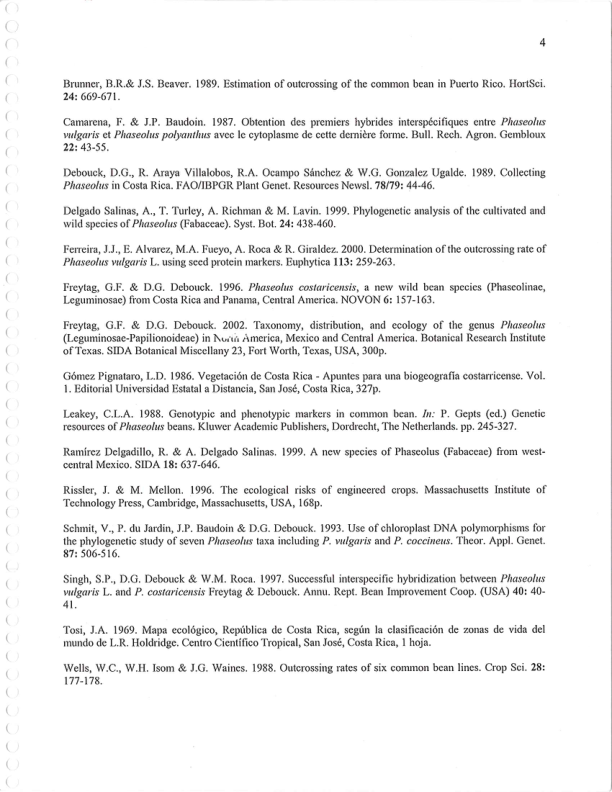 4
Brunner, B.R.& J.S. Beaver. 1989. Estimation of outcrossing of the common bean in Puerto Rico. HortSci.
24: 669-671.
Camarena, F. & J.P. Baudoin. 1987. Obtention des premiers hybrides interspécifiques entre Phaseolus
vulgaris et Phaseolus polyanthus avec le cytoplasme de cette dernière forme. Bull. Rech. Agron. Gembloux
22: 43-55.
Debouck, D.G., R. Araya Villalobos, R.A. Ocampo Sánchez & W.G. Gonzalez Ugalde. 1989. Collecting
Phaseolus in Costa Rica. FAO/IBPGR Plant Genet. Resources Newsl. 78/79: 44-46.
Delgado Salinas, A., T. Turley, A. Richman & M. Lavin. 1999. Phylogenetic analysis of the cultivated and
wild species of Phaseolus (Fabaceae). Syst. Bot. 24: 438-460.
Ferreira, J.J., E. Alvarez, M.A. Fueyo, A. Roca & R. Giraldez. 2000. Determination of the outcrossing rate of
Phaseolus vulgaris L. using seed protein markers. Euphytica 113: 259-263.
Freytag, G.F. & D.G. Debouck. 1996. Phaseolus costaricensis, a new wild bean species (Phaseolinae,
Leguminosae) from Costa Rica and Panama, Central America. NOVON 6: 157-163.
Freytag, G.F. & D.G. Debouck. 2002. Taxonomy, distribution, and ecology of the genus Phaseolus
(Leguminosae-Papilionoideae) in North America, Mexico and Central America. Botanical Research Institute
of Texas. SIDA Botanical Miscellany 23, Fort Worth, Texas, USA, 300p.
Gómez Pignataro, L.D. 1986. Vegetación de Costa Rica - Apuntes para una biogeografía costarricense. Vol.
1. Editorial Universidad Estatal a Distancia, San José, Costa Rica, 327p.
Leakey, C.L.A. 1988. Genotypic and phenotypic markers in common bean. In: P. Gepts (ed.) Genetic
resources of Phaseolus beans. Kluwer Academic Publishers, Dordrecht, The Netherlands. pp. 245-327.
Ramírez Delgadillo, R. & A. Delgado Salinas. 1999. A new species of Phaseolus (Fabaceae) from west-
central Mexico. SIDA 18: 637-646.
Rissler, J. & M. Mellon. 1996. The ecological risks of engineered crops. Massachusetts Institute of
Technology Press, Cambridge, Massachusetts, USA, 168p.
Schmit, V., P. du Jardin, J.P. Baudoin & D.G. Debouck. 1993. Use of chloroplast DNA polymorphisms for
the phylogenetic study of seven Phaseolus taxa including P. vulgaris and P. coccineus. Theor. Appl. Genet.
87: 506-516.
Singh, S.P., D.G. Debouck & W.M. Roca. 1997. Successful interspecific hybridization between Phaseolus
vulgaris L. and P. costaricensis Freytag & Debouck. Annu. Rept. Bean Improvement Coop. (USA) 40: 40-
41.
Tosi, J.A. 1969. Mapa ecológico, República de Costa Rica, según la clasificación de zonas de vida del
mundo de L.R. Holdridge. Centro Científico Tropical, San José, Costa Rica, 1 hoja.
Wells, W.C., W.H. Isom & J.G. Waines. 1988. Outcrossing rates of six common bean lines. Crop Sci. 28:
177-178.